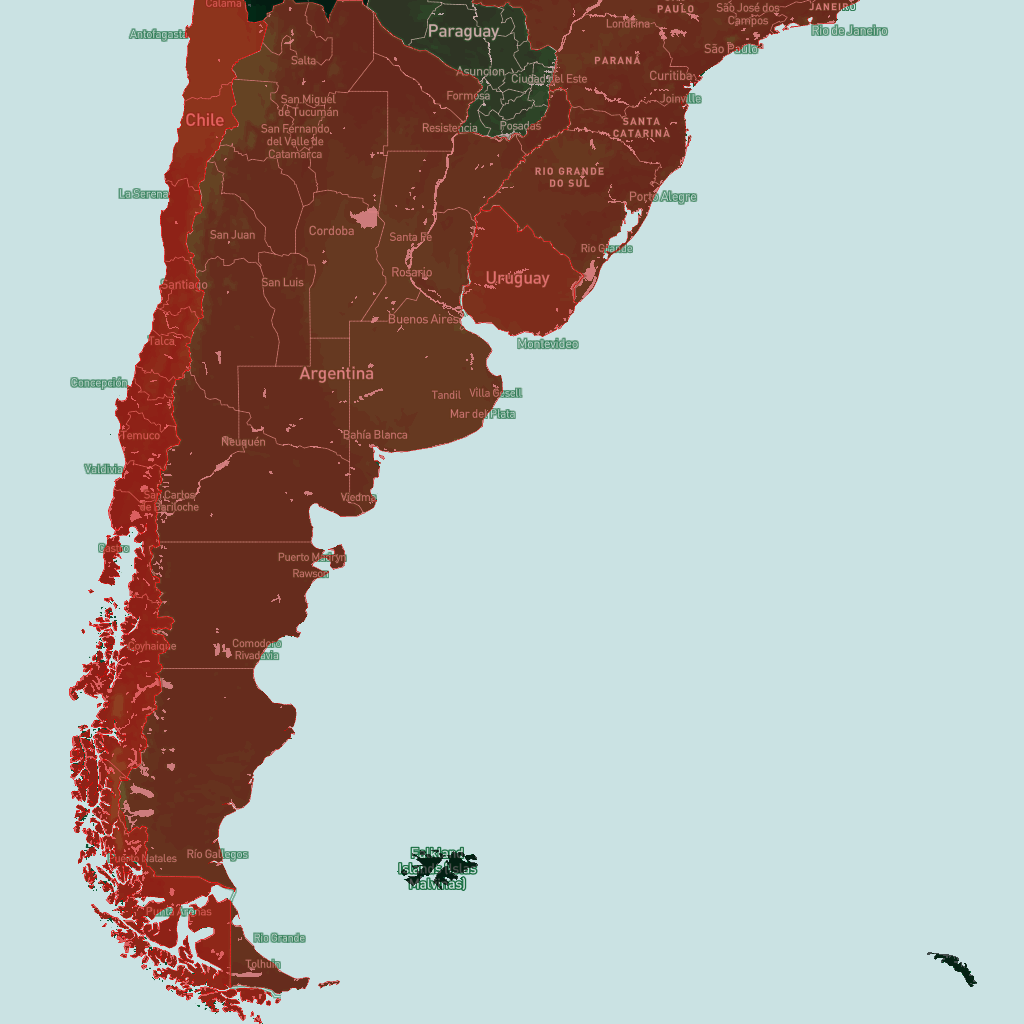 Calama
PAULO
São José dos
Campos
JANEIRO
Londrina
Antofagasta
Paraguay
Rio de Janeiro
São Paulo
Salta
PARANÁ
Asuncion
Ciudad del Este
Curitiba
Formosa
Joinville
San Miguel
de Tucumán
Chile
Resistencia
Posadas
SANTA
CATARINÀ
San Fernando
del Valle de
Catamarca
RIO GRANDE
DO SUL
La Serena
Porto Alegre
San Juan
Cordoba
Santa Fe
Rio Grande
Rosario
Uruguay
Santiago
San Luis
Buenos Aires
Talca
Montevideo
Argentina
Concepción
Tandil
Villa Gesell
Mar del Plata
Temuco
Neuquén
Bahía Blanca
Valdivia
San Carlos
de Bariloche
Viedma
Castro
Puerto Madryn
Rawson
Coyhaique
Comodoro
Rivadavia
Puerto Natales
Río Gallegos
Falkland
Islands (Islas
Malvinas)
Punta Arenas
Rio Grande
Tolhuin